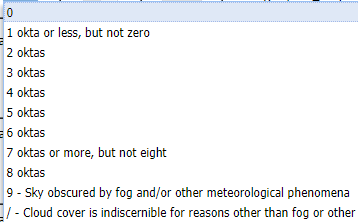 0
1 okta or less, but not zero
2 oktas
3 oktas
4 oktas
5 oktas
6 oktas
7 oktas or more, but not eight
8 oktas
9 - Sky obscured by fog and/or other meteorological phenomena
/ - Cloud cover is indiscernible for reasons other than fog or other